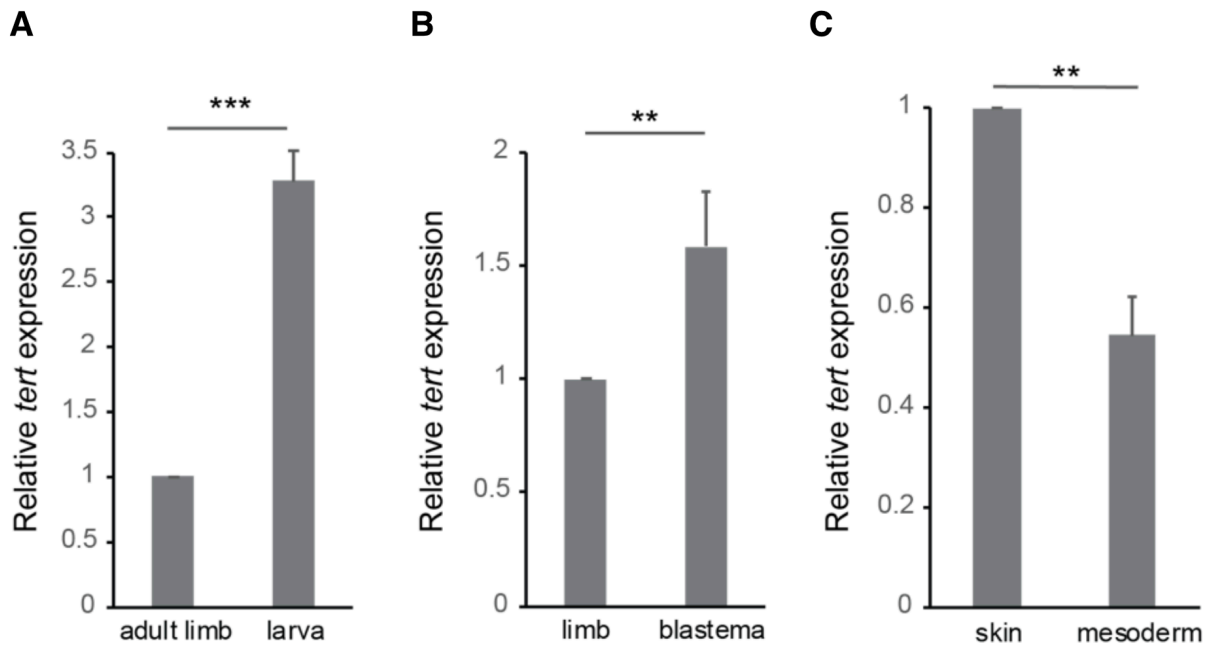 A
Relative tert expression
***
3.5
3
2.5
2
1.5
1
0.5
0
adult limb larva
B
Relative tert expression
**
2
1.5
1
0.5
0
limb blastema
C
Relative tert expression
**
1
0.8
0.6
0.4
0.2
0
skin mesoderm